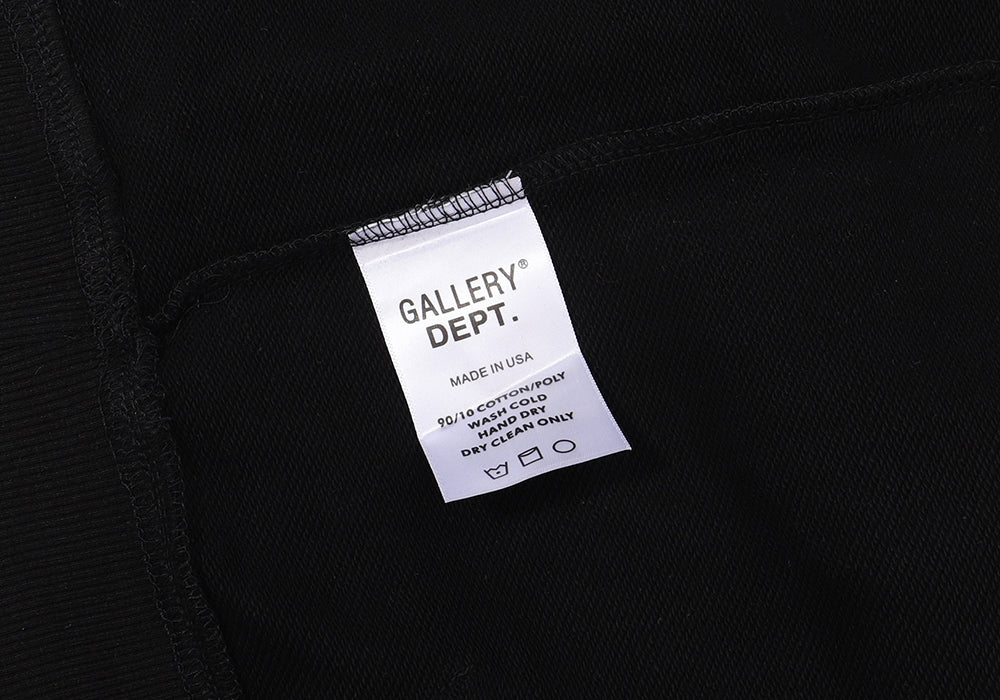 GALLERY®
DEPT.
MADE IN USA
90/10 COTTON/POLY
WASH COLD
HAND DRY
DRY CLEAN ONLY